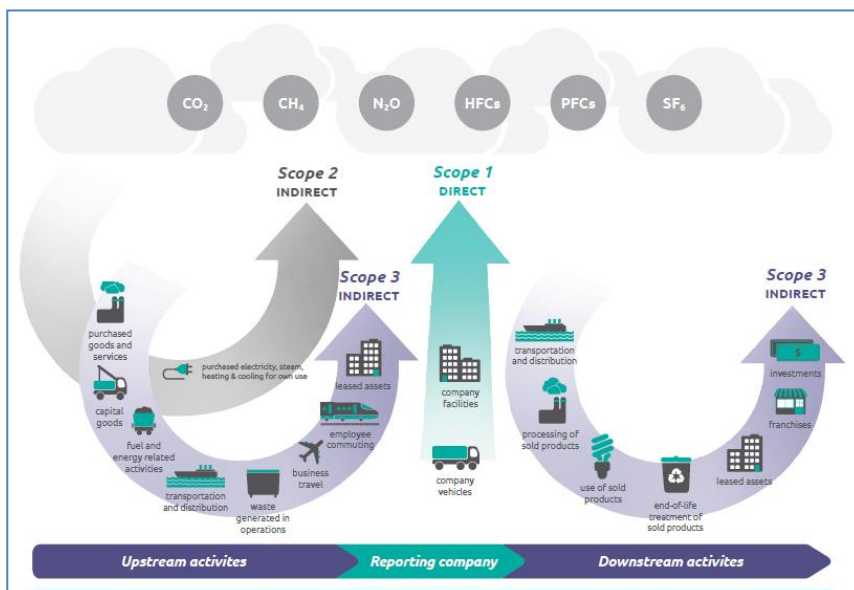 CO₂
CH₄
N₂O
HFCs
PFCs
SF₆
Scope 2
INDIRECT
Scope 1
DIRECT
Scope 3
INDIRECT
Scope 3
INDIRECT
purchased
goods and
services
capital
goods
fuel and
energy related
activities
purchased electricity, steam,
heating & cooling for own use
transportation
and distribution
waste
generated in
operations
business
travel
employee
commuting
leased assets
company
facilities
company
vehicles
transportation
and distribution
processing of
sold products
use of sold
products
end-of-life
treatment of
sold products
leased assets
franchises
investments
$
Upstream activites
Reporting company
Downstream activites